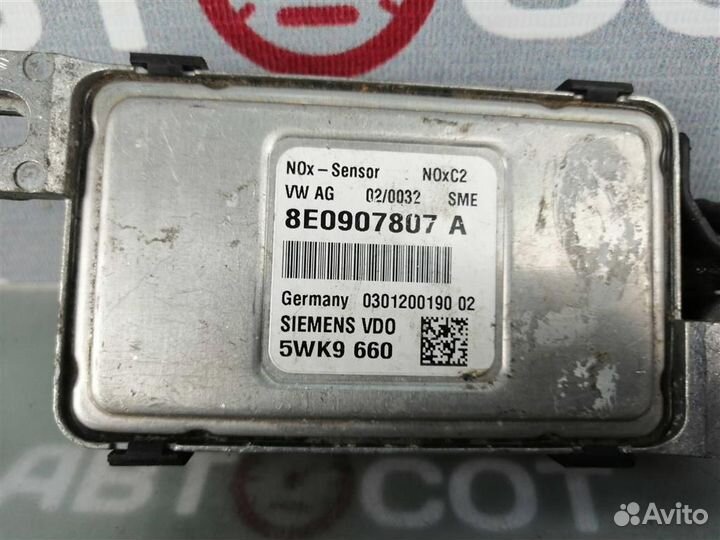 NOx-Sensor NOxC2
VW AG 02/0032 SME
8E0907807 A
Germany 0301200190 02
SIEMENS VDO
5WK9 660
АВТОСОТ
Avito